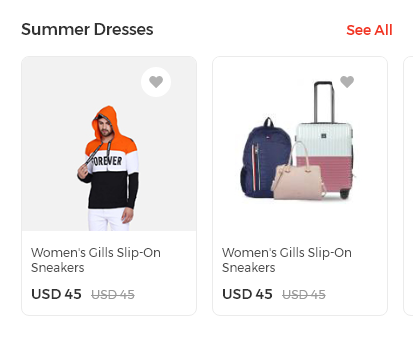 Summer Dresses
See All
FOREVER
Women's Gills Slip-On
Sneakers
USD 45 USD 45
Women's Gills Slip-On
Sneakers
USD 45 USD 45